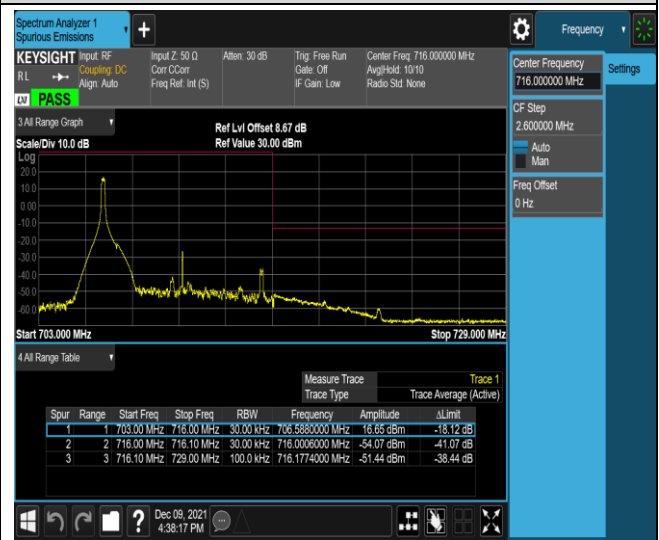 Spectrum Analyzer 1
Spurious Emissions
+
Frequency
KEYSIGHT Input: RF Input Z: 50 Ω Atten: 30 dB Trig: Free Run Center Freq: 716.000000 MHz
RL Coupling: DC Corr CCorr Gate: Off Avg|Hold: 10/10
Align: Auto Freq Ref: Int (S) IF Gain: Low Radio Std: None
LXI PASS
Center Frequency
716.000000 MHz
Settings
CF Step
2.600000 MHz
Auto
Man
Freq Offset
0 Hz
3 All Range Graph
Ref Lvl Offset 8.67 dB
Scale/Div 10.0 dB Ref Value 30.00 dBm
Log
20.0
10.0
0.00
-10.0
-20.0
-30.0
-40.0
-50.0
-60.0
Start 703.000 MHz Stop 729.000 MHz
4 All Range Table
Measure Trace Trace 1
Trace Type Trace Average (Active)
Spur Range Start Freq Stop Freq RBW Frequency Amplitude ΔLimit
1 1 703.00 MHz 716.00 MHz 30.00 kHz 706.5880000 MHz 16.65 dBm -18.12 dB
2 2 716.00 MHz 716.10 MHz 30.00 kHz 716.0006000 MHz -54.07 dBm -41.07 dB
3 3 716.10 MHz 729.00 MHz 100.0 kHz 716.1774000 MHz -51.44 dBm -38.44 dB
?
Dec 09, 2021
4:38:17 PM